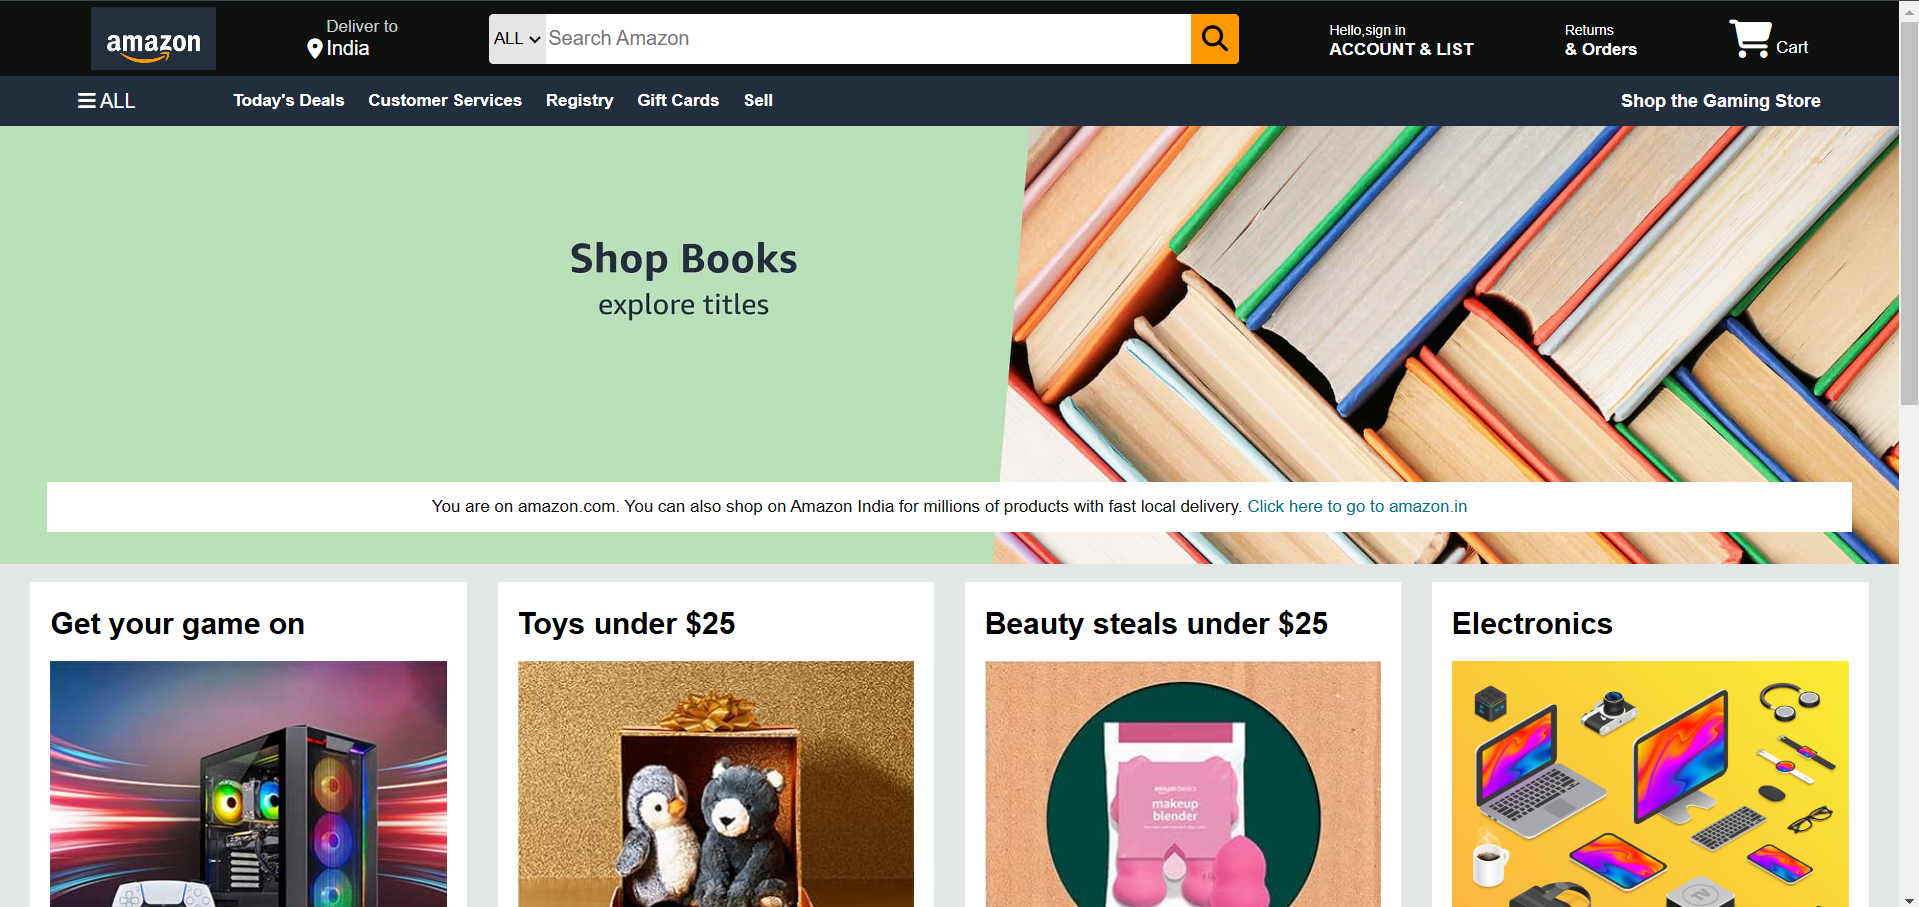 amazon
Deliver to
India
ALL
Search Amazon
Hello,sign in
ACCOUNT & LIST
Returns
& Orders
Cart
ALL
Today's Deals
Customer Services
Registry
Gift Cards
Sell
Shop the Gaming Store
Shop Books
explore titles
You are on amazon.com. You can also shop on Amazon India for millions of products with fast local delivery. Click here to go to amazon.in
Get your game on
Toys under $25
Beauty steals under $25
Electronics
amazonbasics
makeup
blender
tv